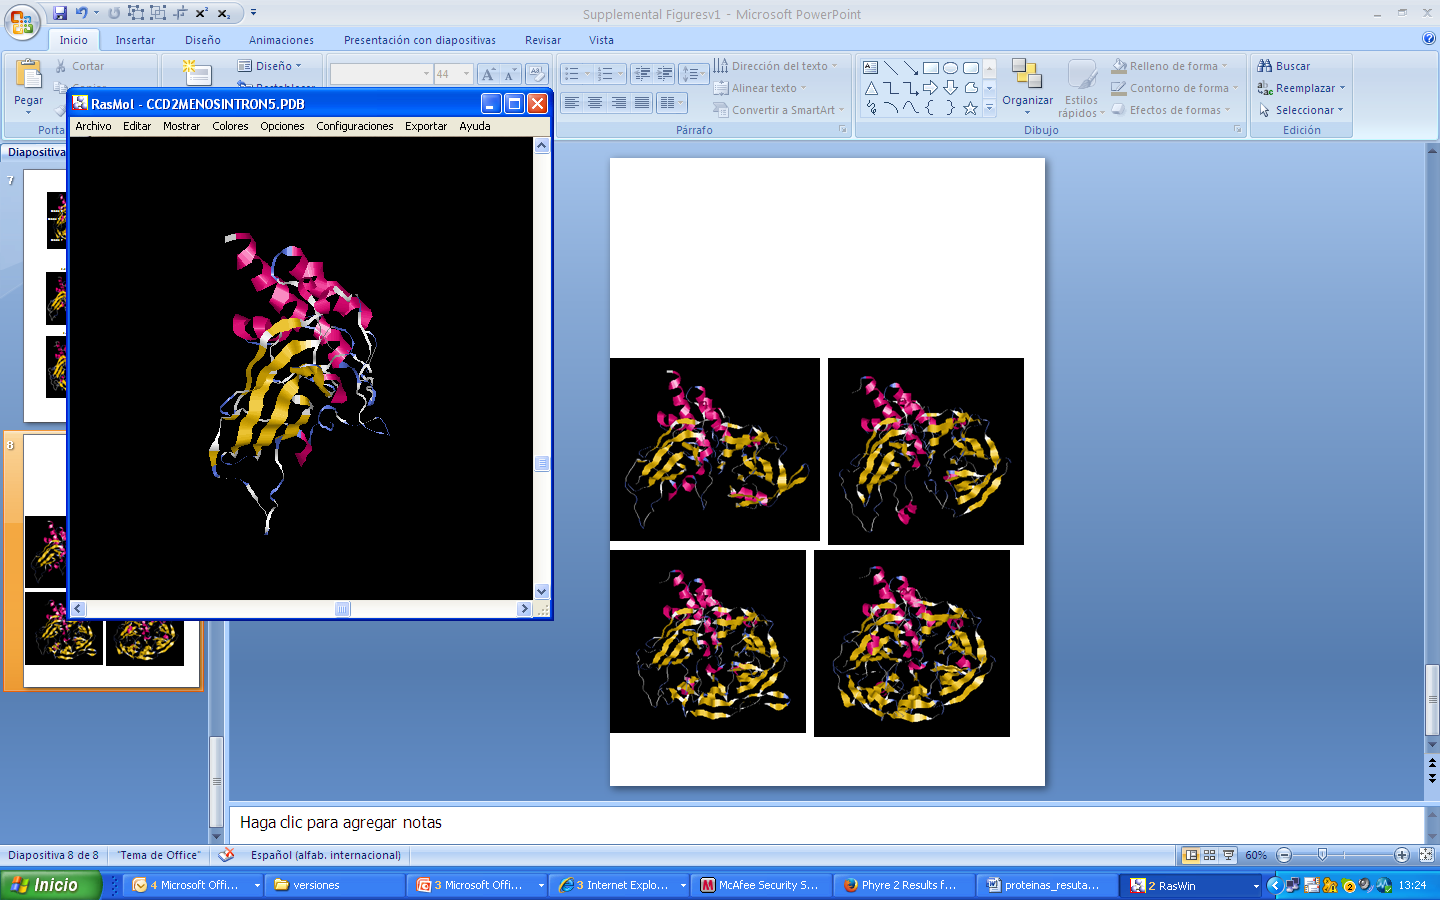 Supplemental Figuresv1 - Microsoft PowerPoint
Inicio Insertar Diseño Animaciones Presentación con diapositivas Revisar Vista
Pegar
Cortar
Diseño
44
Dirección del texto
Alinear texto
Convertir a SmartArt
Párrafo
Organizar
Estilos
rápidos
Relleno de forma
Contorno de forma
Efectos de formas
Dibujo
Buscar
Reemplazar
Seleccionar
Edición
RasMol - CCD2MENOSINTRON5.PDB
Archivo Editar Mostrar Colores Opciones Configuraciones Exportar Ayuda
7
8
Haga clic para agregar notas
Diapositiva 8 de 8 "Tema de Office" Español (alfab. internacional) 60%
Inicio 4 Microsoft Offi... versiones 3 Microsoft Offi... 3 Internet Explo... McAfee Security S... Phyre 2 Results f... proteinas_resuta... 2 RasWin 13:24